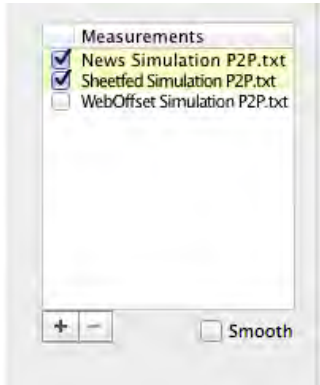 Measurements
News Simulation P2P.txt
Sheetfed Simulation P2P.txt
WebOffset Simulation P2P.txt
+ − Smooth